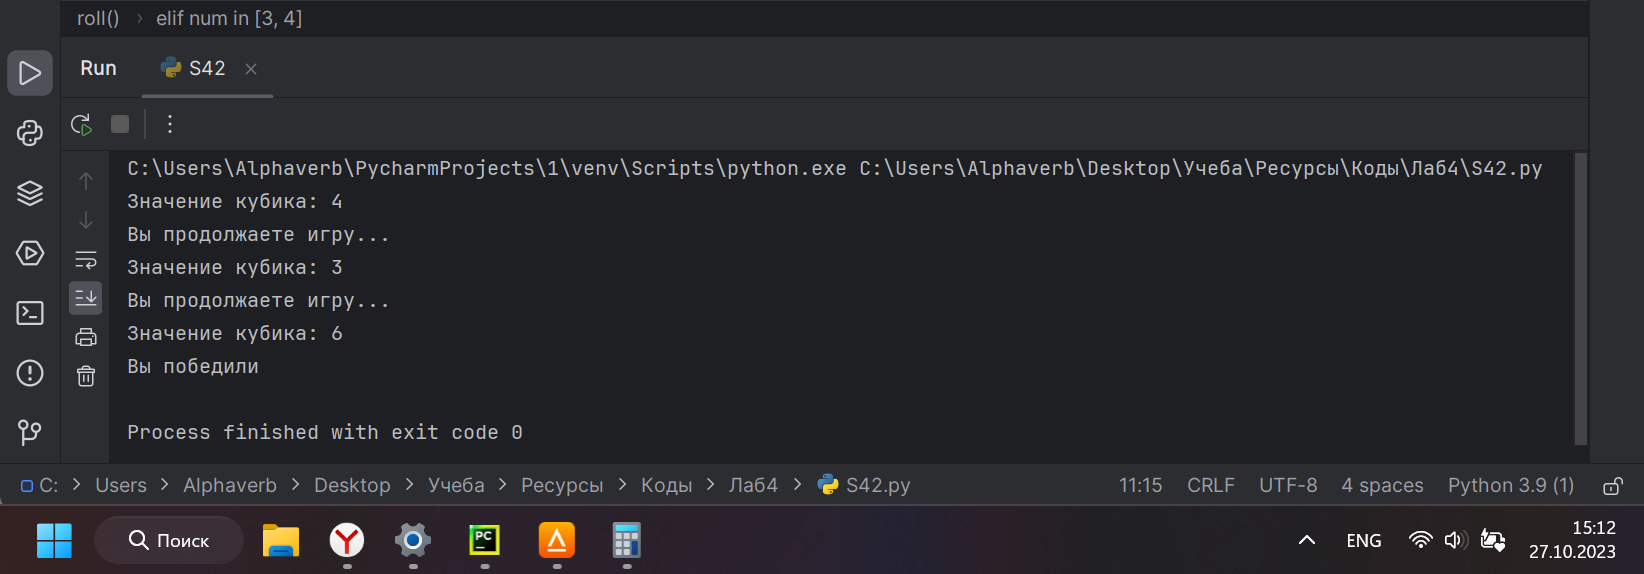 roll() › elif num in [3, 4]
Run S42
C:\Users\Alphaverb\PycharmProjects\1\venv\Scripts\python.exe C:\Users\Alphaverb\Desktop\Учеба\Ресурсы\Коды\Лаб4\S42.py
Значение кубика: 4
Вы продолжаете игру...
Значение кубика: 3
Вы продолжаете игру...
Значение кубика: 6
Вы победили
Process finished with exit code 0
C: > Users > Alphaverb > Desktop > Учеба > Ресурсы > Коды > Лаб4 > S42.py 11:15 CRLF UTF-8 4 spaces Python 3.9 (1)
Поиск PC ENG 15:12
27.10.2023